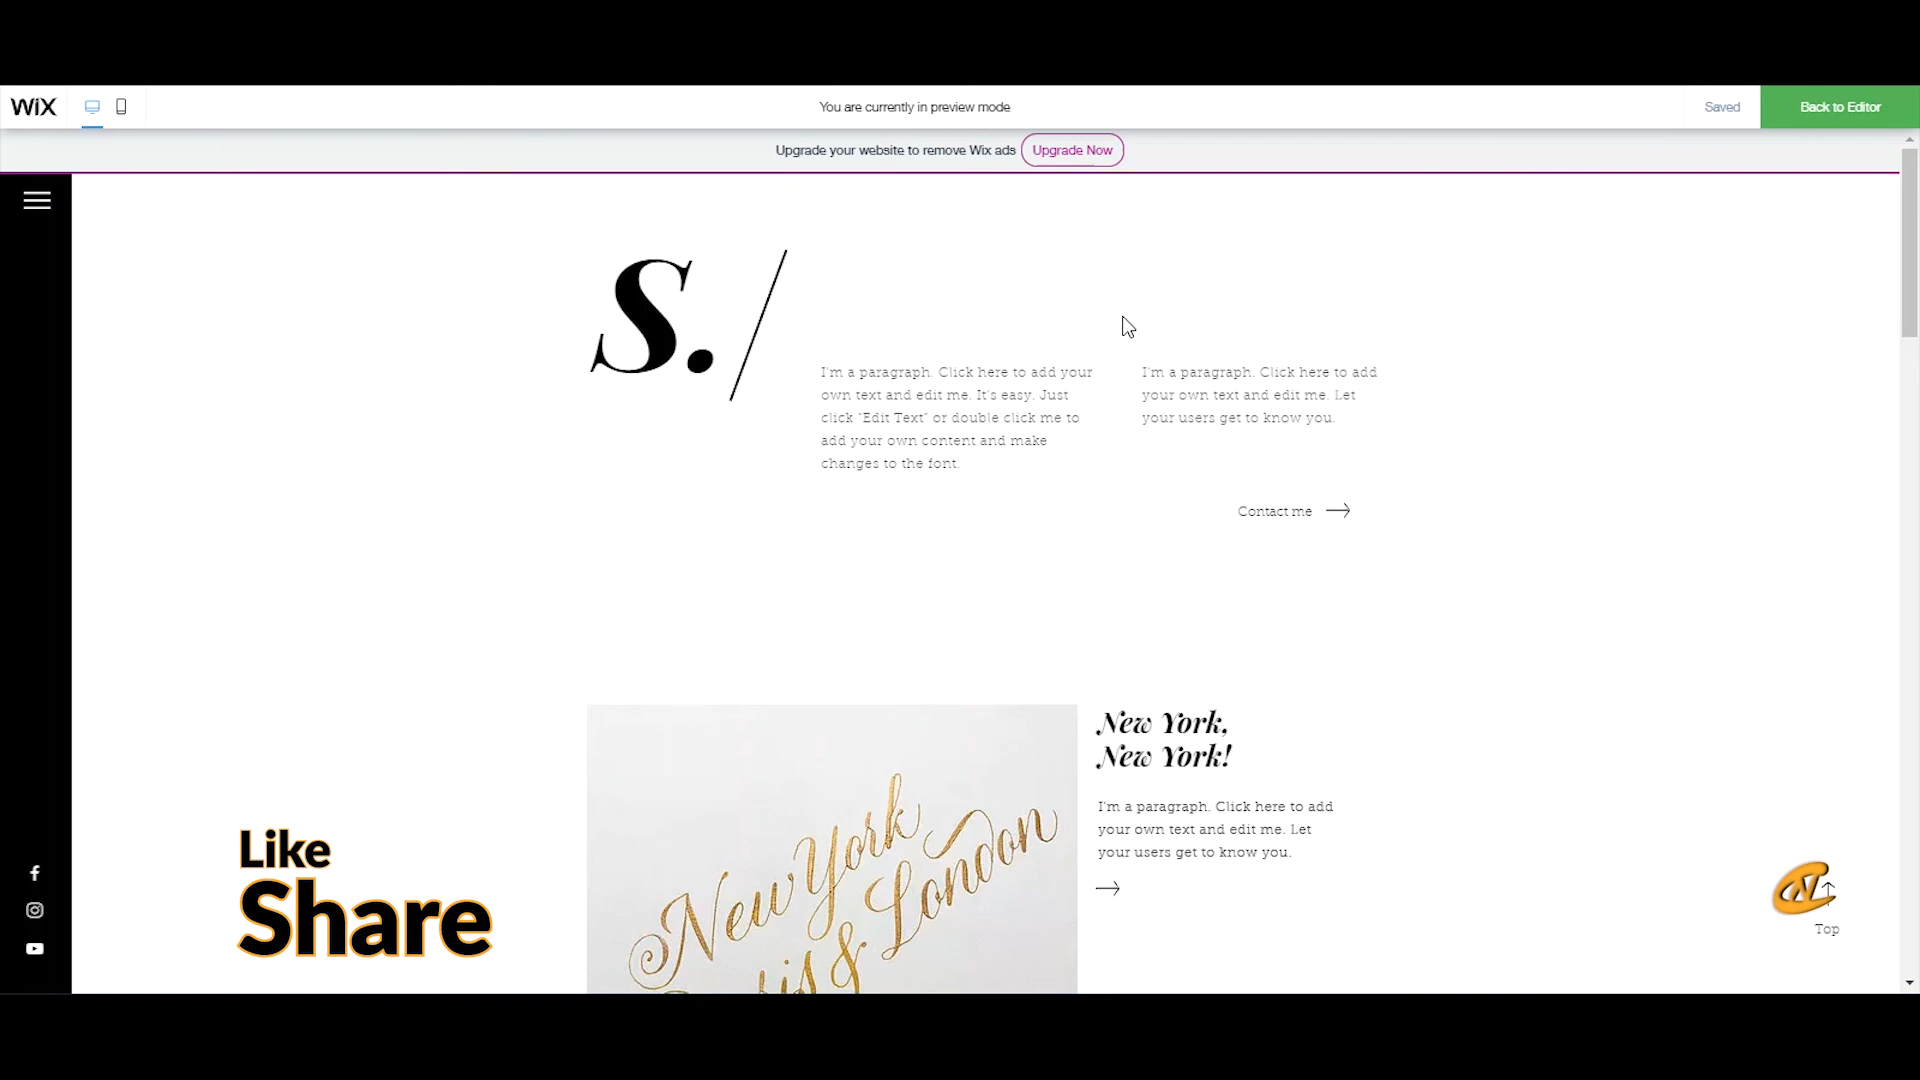 WiX
You are currently in preview mode
Saved
Back to Editor
Upgrade your website to remove Wix ads
Upgrade Now
S./
I'm a paragraph. Click here to add your
own text and edit me. It's easy. Just
click "Edit Text" or double click me to
add your own content and make
changes to the font.
I'm a paragraph. Click here to add
your own text and edit me. Let
your users get to know you.
Contact me
New York,
New York!
I'm a paragraph. Click here to add
your own text and edit me. Let
your users get to know you.
New York
& London
Like
Share
Top